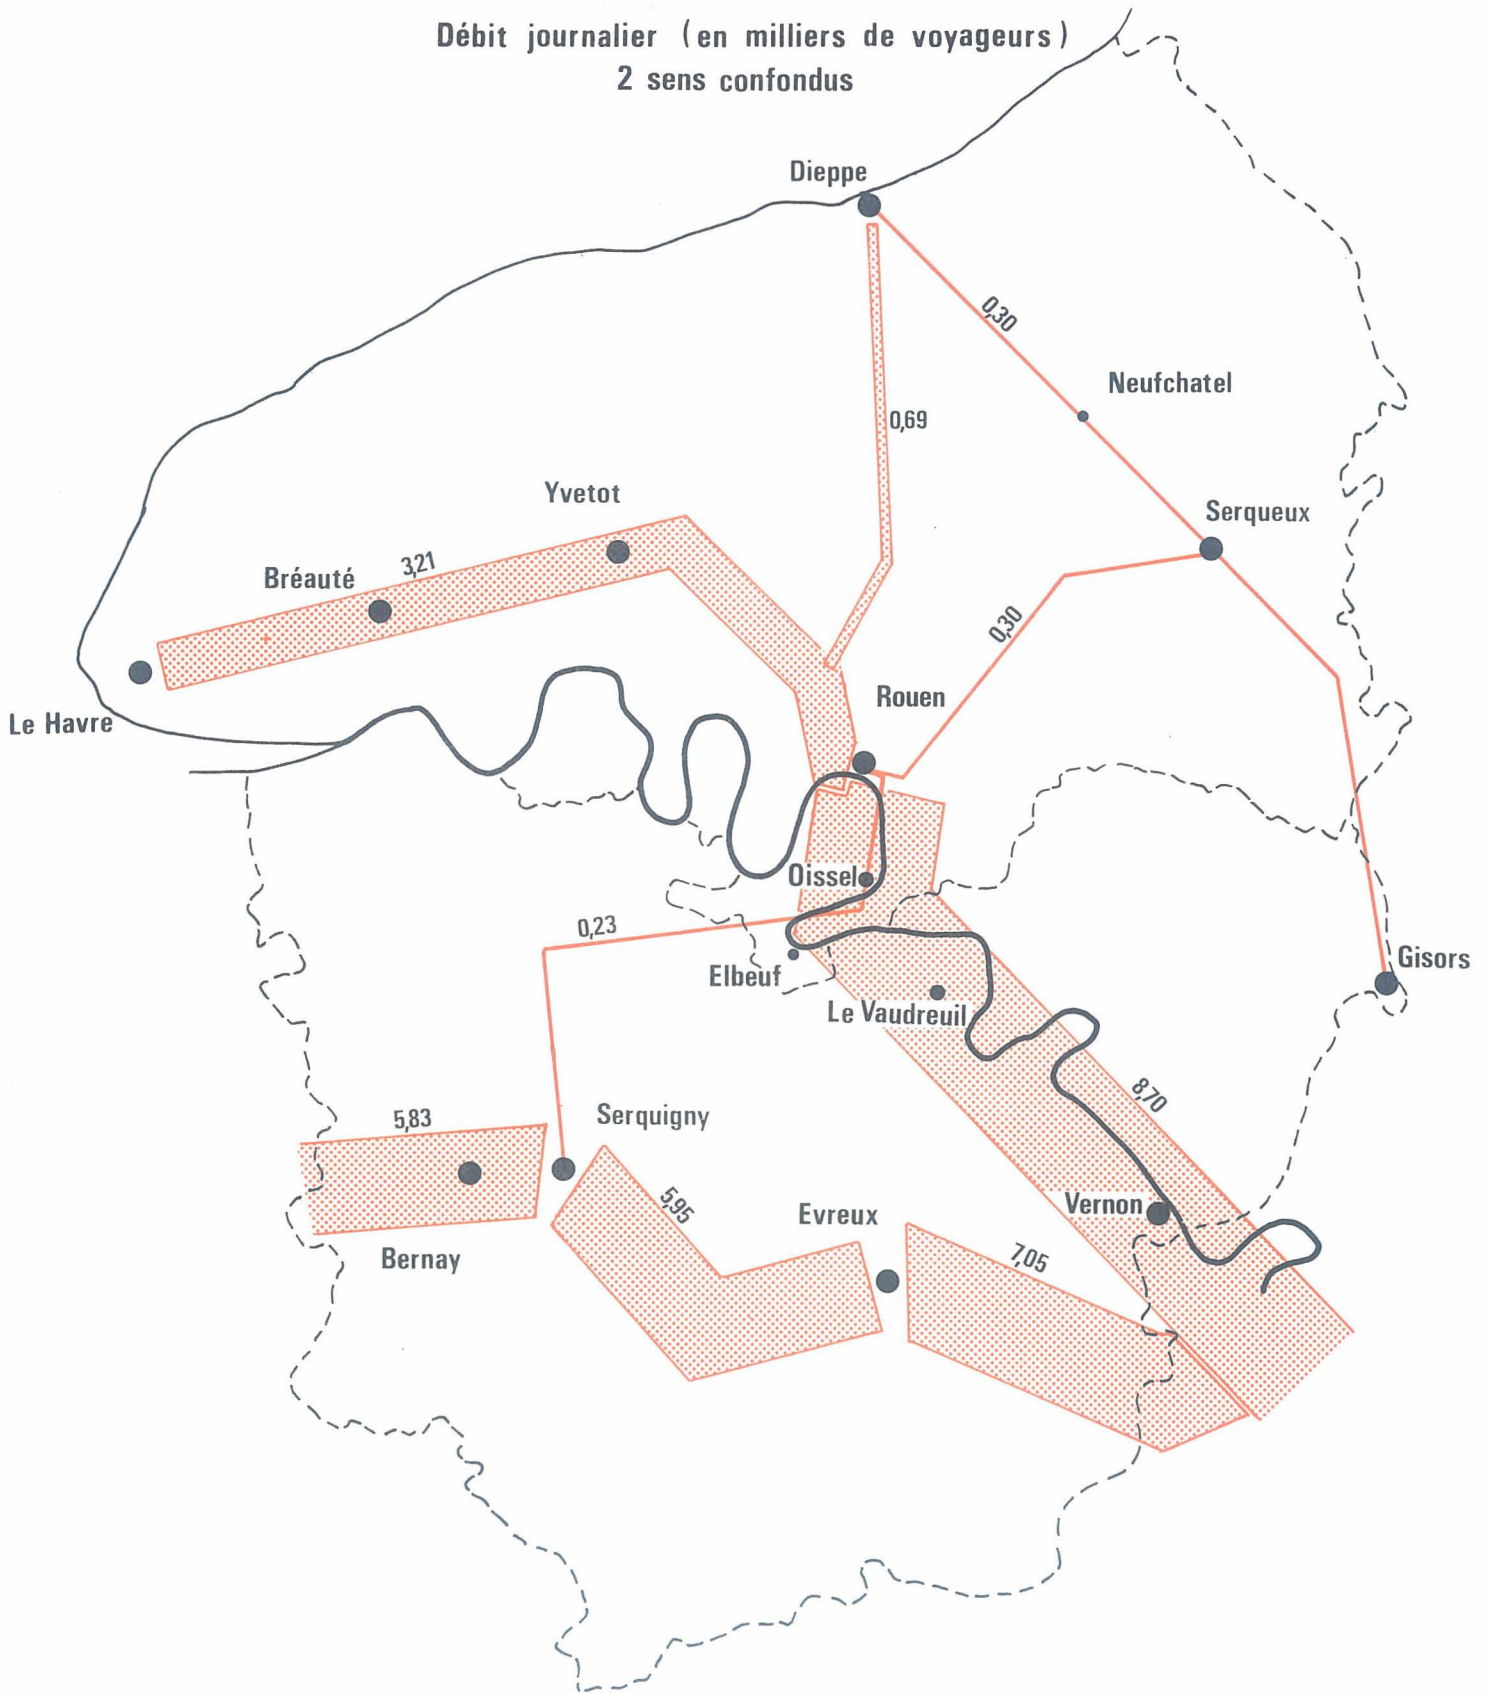 Débit journalier (en milliers de voyageurs)
2 sens confondus
Dieppe
0,30
Neufchatel
0,69
Yvetot
Serqueux
3,21
Bréauté
0,30
Rouen
Le Havre
Oissel
0,23
Elbeuf
Gisors
Le Vaudreuil
8,70
5,83
Serquigny
5,95
Vernon
Evreux
7,05
Bernay